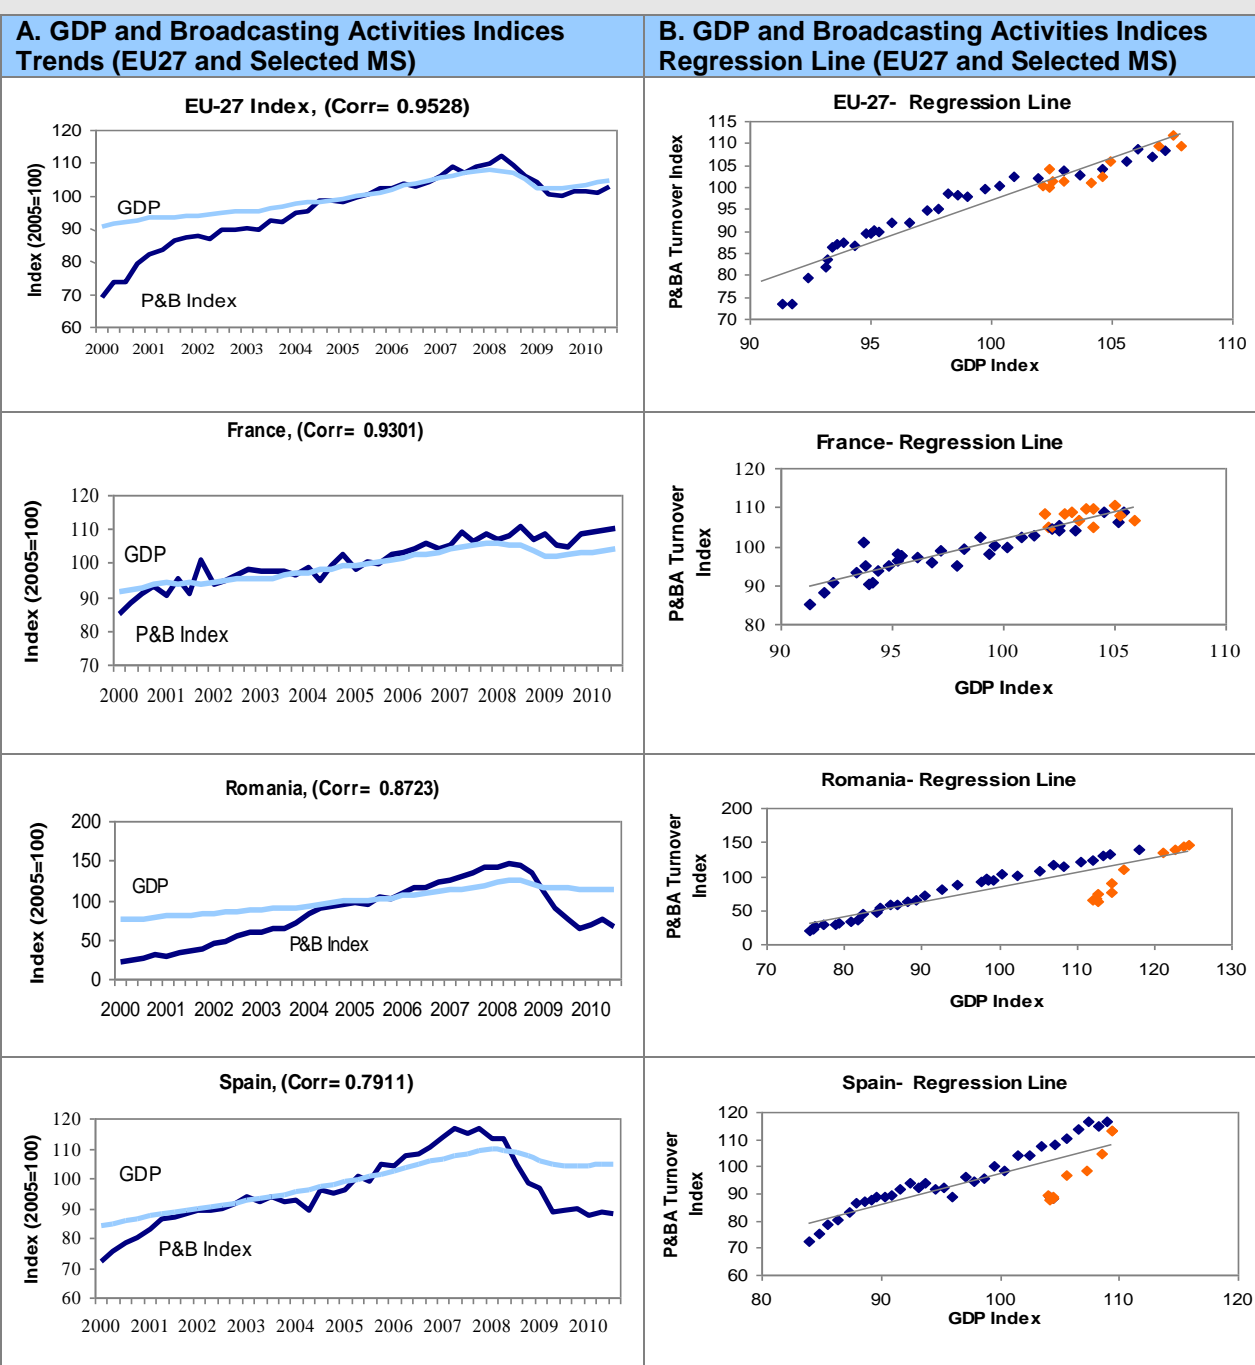 A. GDP and Broadcasting Activities Indices
Trends (EU27 and Selected MS)
B. GDP and Broadcasting Activities Indices
Regression Line (EU27 and Selected MS)
EU-27 Index, (Corr= 0.9528)
Index (2005=100)
120
110
100
90
80
70
60
GDP
P&B Index
2000 2001 2002 2003 2004 2005 2006 2007 2008 2009 2010
EU-27- Regression Line
P&BA Turnover Index
115
110
105
100
95
90
85
80
75
70
90 95 100 105 110
GDP Index
France, (Corr= 0.9301)
Index (2005=100)
120
110
100
90
80
70
GDP
P&B Index
2000 2001 2002 2003 2004 2005 2006 2007 2008 2009 2010
France- Regression Line
P&BA Turnover
Index
120
110
100
90
80
90 95 100 105 110
GDP Index
Romania, (Corr= 0.8723)
Index (2005=100)
200
150
100
50
0
GDP
P&B Index
2000 2001 2002 2003 2004 2005 2006 2007 2008 2009 2010
Romania- Regression Line
P&BA Turnover
Index
200
150
100
50
0
70 80 90 100 110 120 130
GDP Index
Spain, (Corr= 0.7911)
Index (2005=100)
120
110
100
90
80
70
60
GDP
P&B Index
2000 2001 2002 2003 2004 2005 2006 2007 2008 2009 2010
Spain- Regression Line
P&BA Turnover
Index
120
110
100
90
80
70
60
80 90 100 110 120
GDP Index